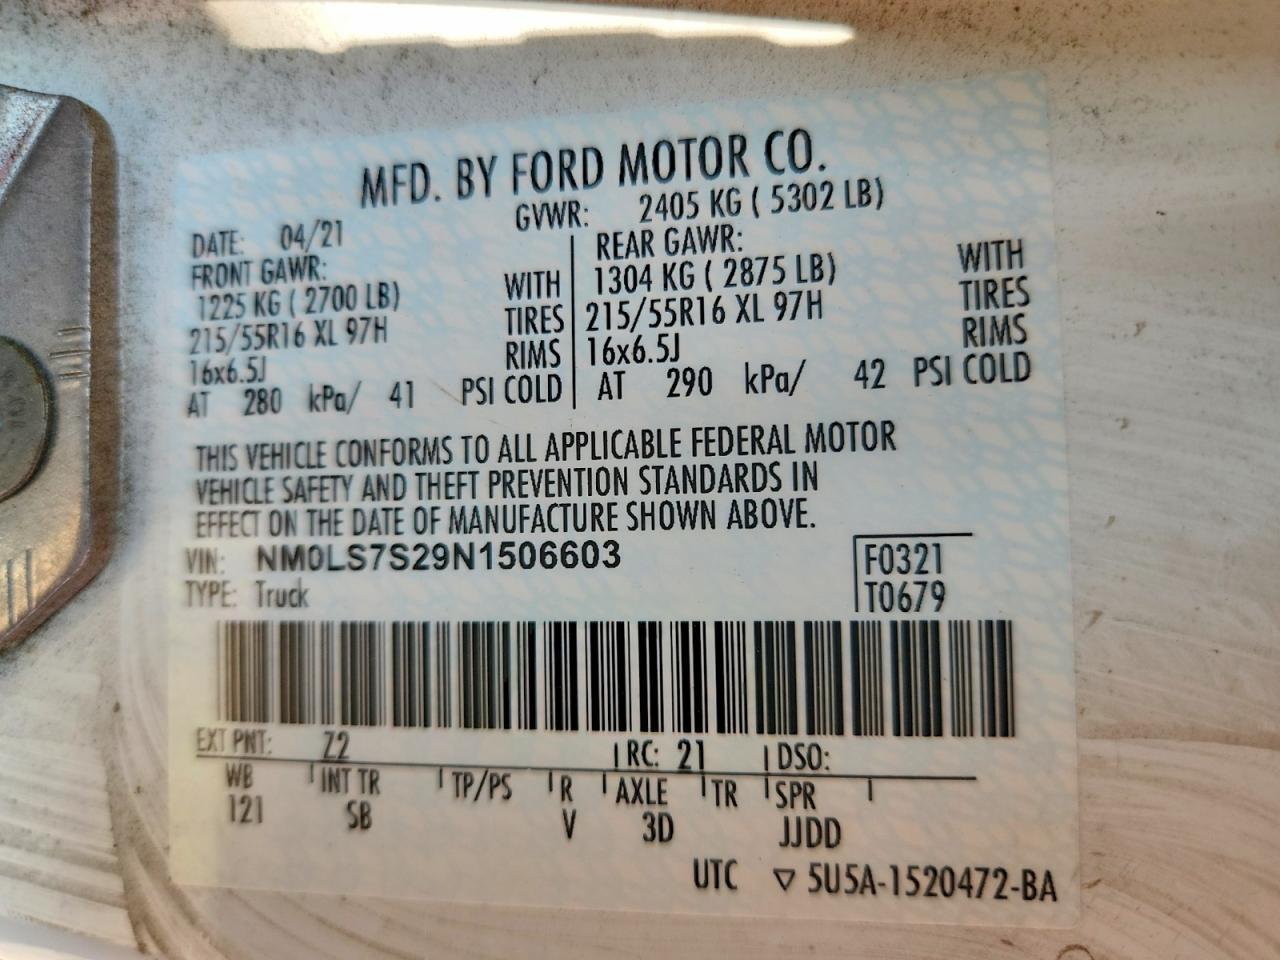 MFD. BY FORD MOTOR CO.
DATE: 04/21 GVWR: 2405 KG ( 5302 LB)
FRONT GAWR: REAR GAWR:
1225 KG ( 2700 LB) WITH 1304 KG ( 2875 LB) WITH
215/55R16 XL 97H TIRES 215/55R16 XL 97H TIRES
16x6.5J RIMS 16x6.5J RIMS
AT 280 kPa/ 41 PSI COLD AT 290 kPa/ 42 PSI COLD
THIS VEHICLE CONFORMS TO ALL APPLICABLE FEDERAL MOTOR
VEHICLE SAFETY AND THEFT PREVENTION STANDARDS IN
EFFECT ON THE DATE OF MANUFACTURE SHOWN ABOVE.
VIN: NM0LS7S29N1506603 F0321
TYPE: Truck T0679
EXT PNT: Z2 RC: 21 DSO:
WB INT TR TP/PS R AXLE TR SPR
121 SB V 3D JJDD
UTC ▽ 5U5A-1520472-BA